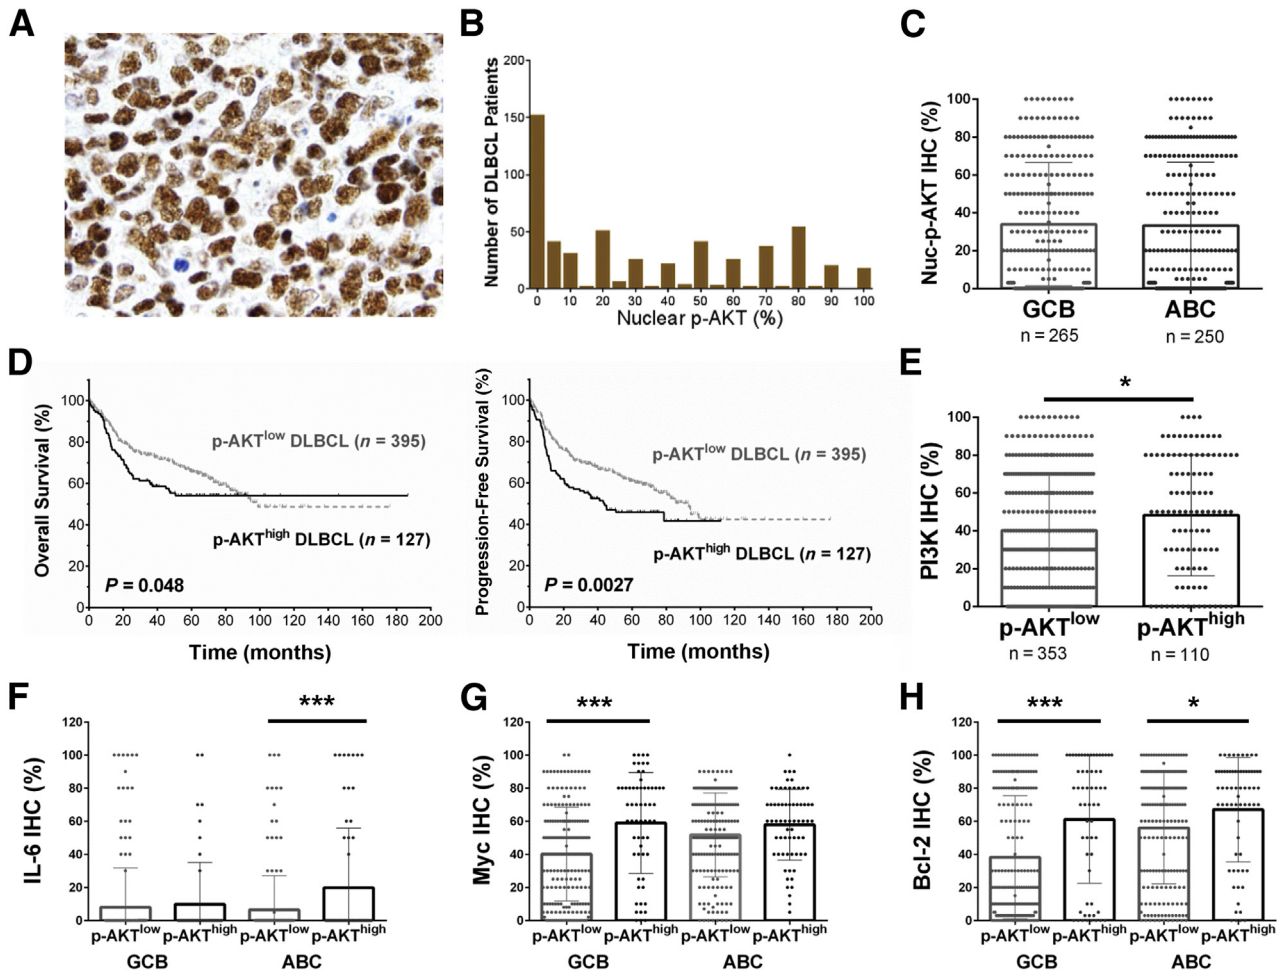 A
B
Number of DLBCL Patients
200
150
100
50
0
0 10 20 30 40 50 60 70 80 90 100
Nuclear p-AKT (%)
C
Nuc-p-AKT IHC (%)
100
80
60
40
20
0
GCB ABC
n = 265 n = 250
D
Overall Survival (%)
100
80
60
40
20
0
p-AKTlow DLBCL (n = 395)
p-AKThigh DLBCL (n = 127)
P = 0.048
0 20 40 60 80 100 120 140 160 180 200
Time (months)
Progression-Free Survival (%)
100
80
60
40
20
0
p-AKTlow DLBCL (n = 395)
p-AKThigh DLBCL (n = 127)
P = 0.0027
0 20 40 60 80 100 120 140 160 180 200
Time (months)
E
*
PI3K IHC (%)
100
80
60
40
20
0
p-AKTlow p-AKThigh
n = 353 n = 110
F
***
IL-6 IHC (%)
120
100
80
60
40
20
0
p-AKTlow p-AKThigh p-AKTlow p-AKThigh
GCB ABC
G
***
Myc IHC (%)
120
100
80
60
40
20
0
p-AKTlow p-AKThigh p-AKTlow p-AKThigh
GCB ABC
H
*** *
Bcl-2 IHC (%)
120
100
80
60
40
20
0
p-AKTlow p-AKThigh p-AKTlow p-AKThigh
GCB ABC